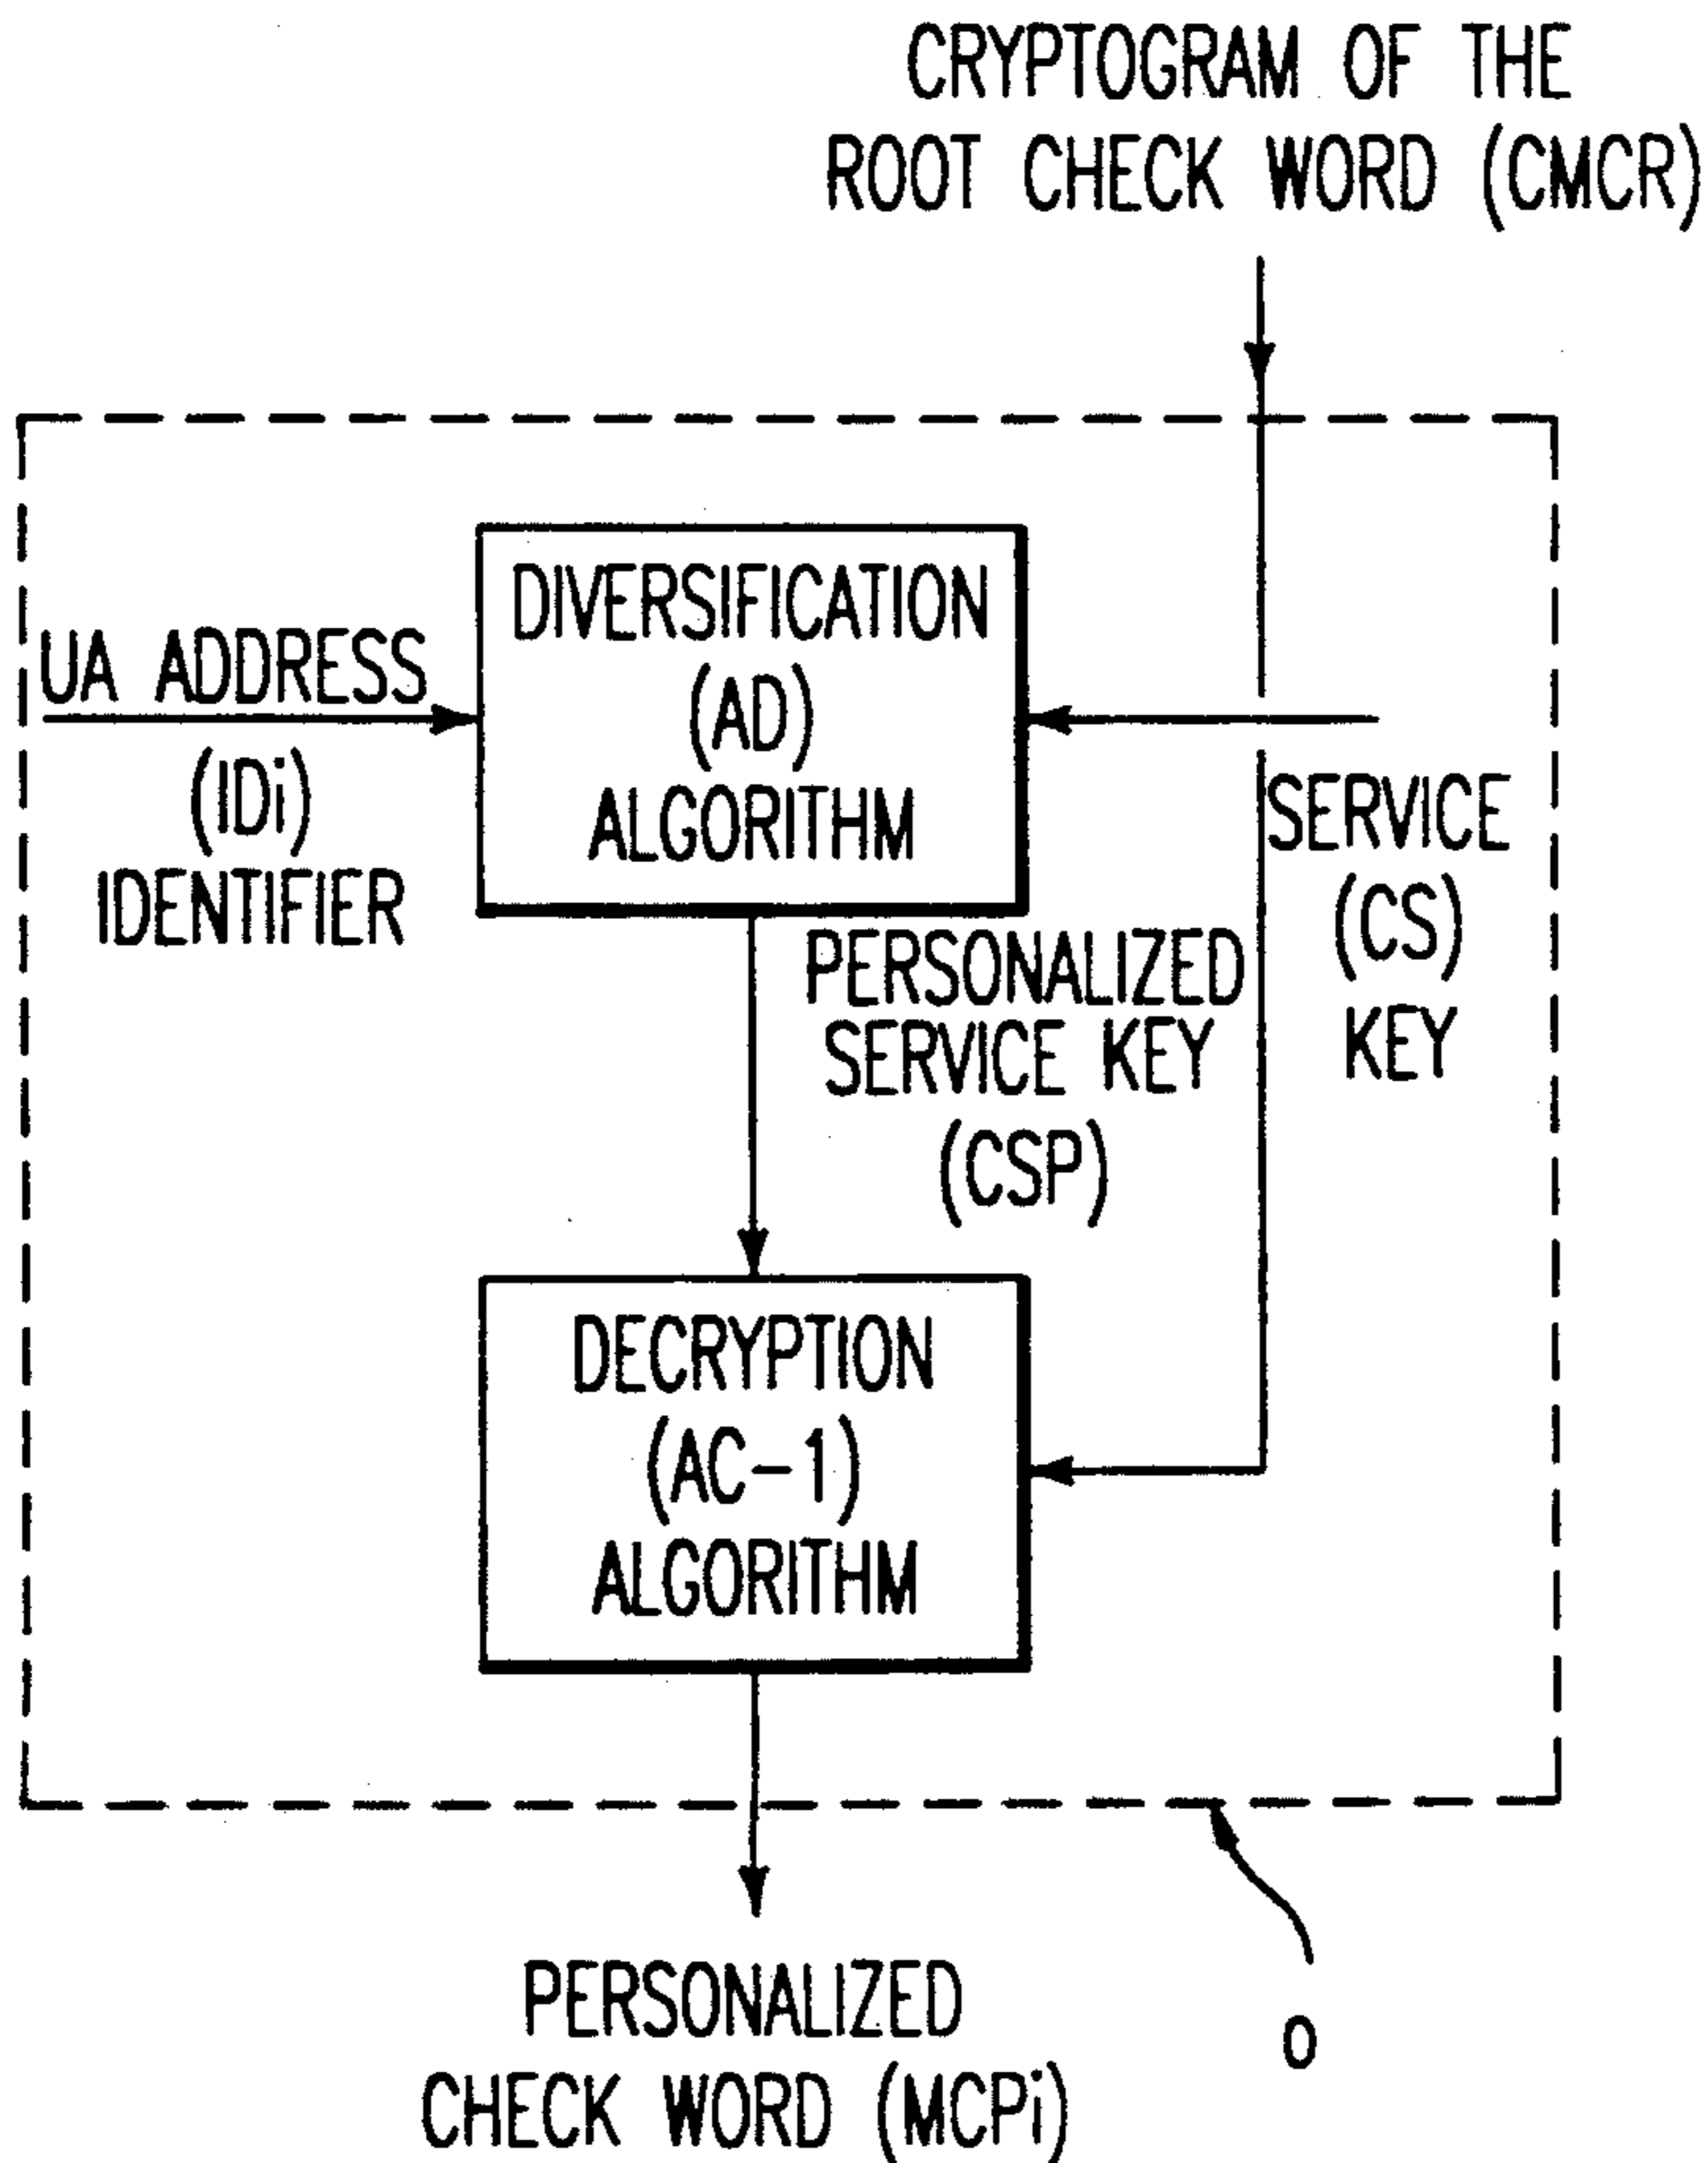 CRYPTOGRAM OF THE
ROOT CHECK WORD (CMCR)
DIVERSIFICATION
(AD)
ALGORITHM
UA ADDRESS
(IDi)
IDENTIFIER
SERVICE
(CS)
KEY
PERSONALIZED
SERVICE KEY
(CSP)
DECRYPTION
(AC-1)
ALGORITHM
PERSONALIZED
CHECK WORD (MCPi)
O